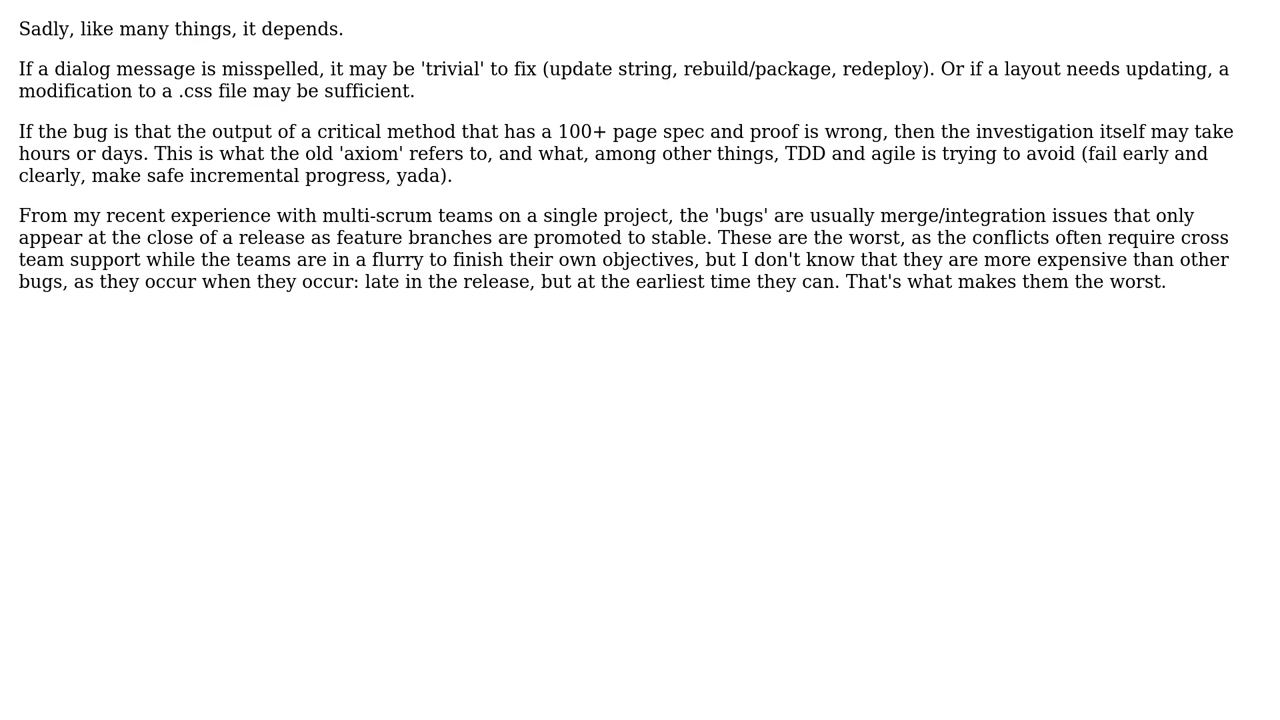 Sadly, like many things, it depends.
If a dialog message is misspelled, it may be 'trivial' to fix (update string, rebuild/package, redeploy). Or if a layout needs updating, a
modification to a .css file may be sufficient.
If the bug is that the output of a critical method that has a 100+ page spec and proof is wrong, then the investigation itself may take
hours or days. This is what the old 'axiom' refers to, and what, among other things, TDD and agile is trying to avoid (fail early and
clearly, make safe incremental progress, yada).
From my recent experience with multi-scrum teams on a single project, the 'bugs' are usually merge/integration issues that only
appear at the close of a release as feature branches are promoted to stable. These are the worst, as the conflicts often require cross
team support while the teams are in a flurry to finish their own objectives, but I don't know that they are more expensive than other
bugs, as they occur when they occur: late in the release, but at the earliest time they can. That's what makes them the worst.